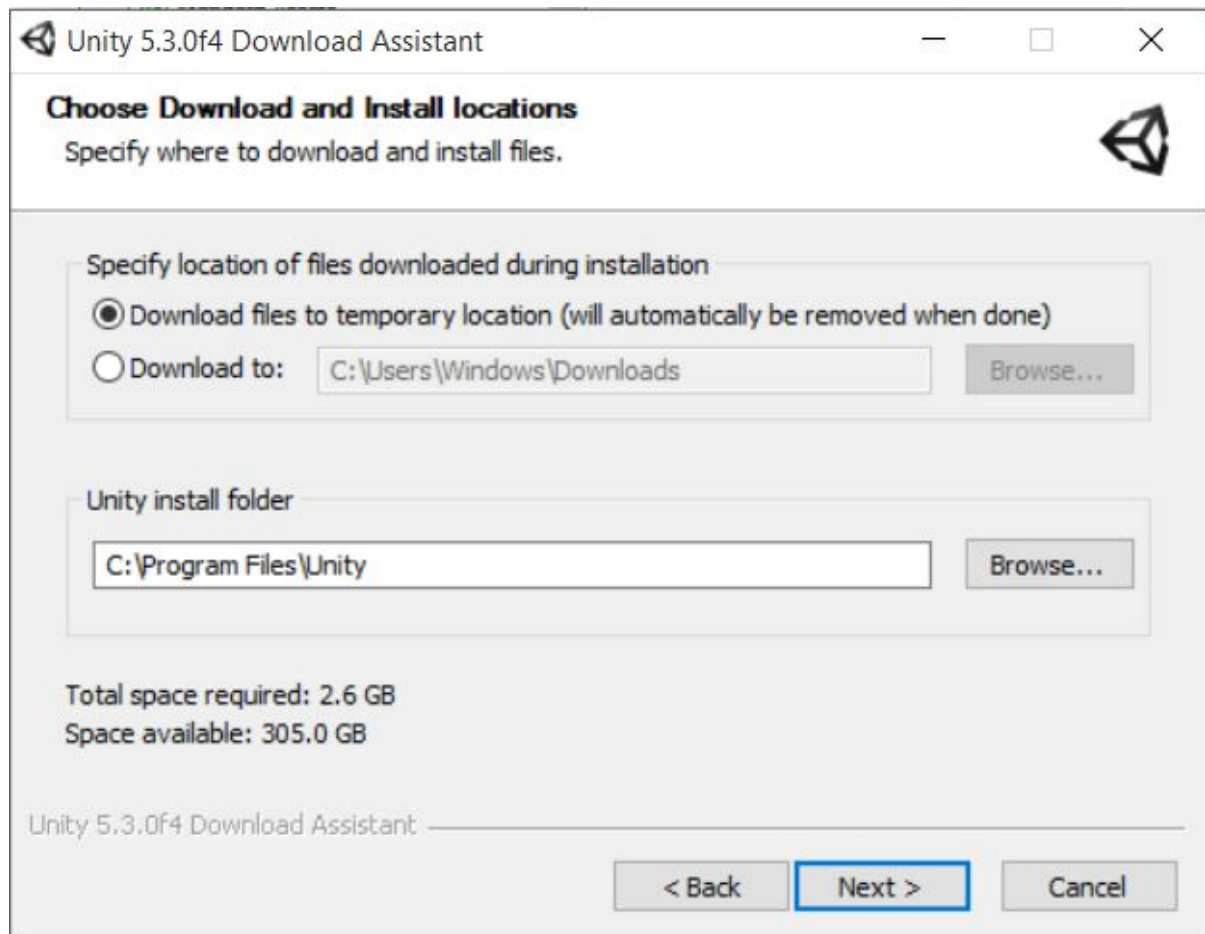 Unity 5.3.0f4 Download Assistant
Choose Download and Install locations
Specify where to download and install files.
Specify location of files downloaded during installation
Download files to temporary location (will automatically be removed when done)
Download to: C:\Users\Windows\Downloads Browse...
Unity install folder
C:\Program Files\Unity Browse...
Total space required: 2.6 GB
Space available: 305.0 GB
Unity 5.3.0f4 Download Assistant
< Back Next > Cancel